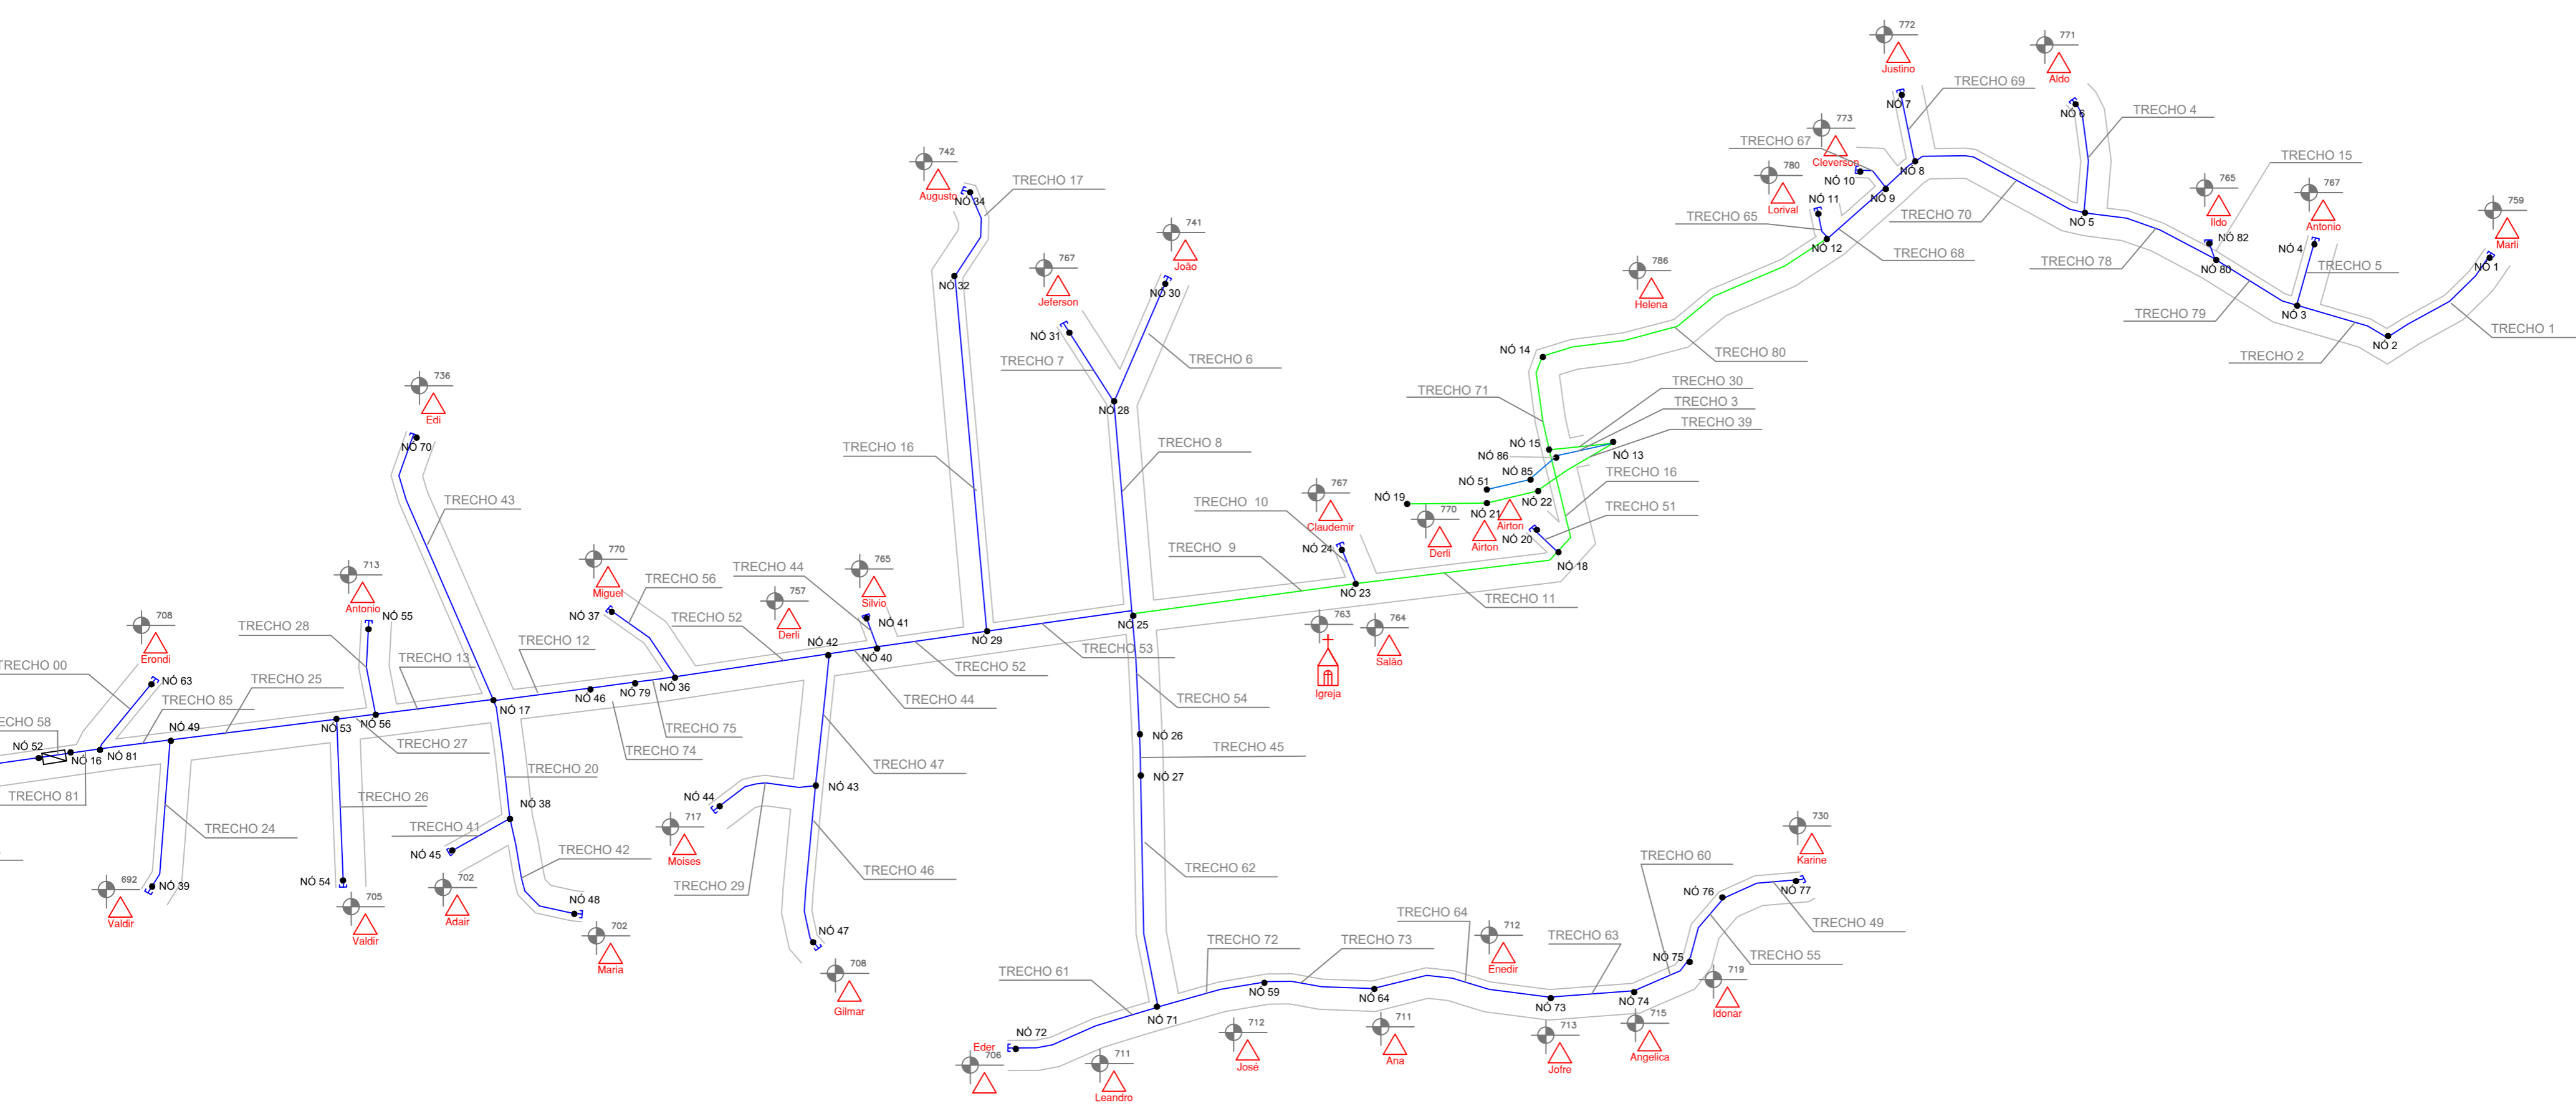 772
Justino
771
Aldo
TRECHO 69
NÓ 7
TRECHO 4
NÓ 6
773
Cleverson
TRECHO 67
742
Augusto
TRECHO 17
NÓ 34
780
Lorival
NÓ 10
NÓ 8
NÓ 9
TRECHO 15
765
Ildo
767
Antonio
759
Marli
NÓ 11
TRECHO 65
TRECHO 70
NÓ 5
741
João
NÓ 12
TRECHO 68
NÓ 82
NÓ 4
TRECHO 78
NÓ 80
TRECHO 5
NÓ 1
767
Jeferson
786
Helena
NÓ 32
NÓ 30
TRECHO 79
NÓ 3
TRECHO 1
NÓ 2
TRECHO 2
NÓ 31
TRECHO 7
TRECHO 6
NÓ 14
TRECHO 80
736
Edi
TRECHO 71
TRECHO 30
TRECHO 3
TRECHO 39
NÓ 28
NÓ 70
TRECHO 16
TRECHO 8
NÓ 15
NÓ 86
NÓ 13
NÓ 85
TRECHO 16
NÓ 51
TRECHO 43
TRECHO 10
767
Claudemir
NÓ 19
NÓ 22
NÓ 21
TRECHO 51
770
Derli
Airton
Airton
NÓ 20
TRECHO 9
NÓ 24
NÓ 18
713
Antonio
770
Miguel
TRECHO 44
765
Silvio
TRECHO 56
757
Derli
TRECHO 52
NÓ 23
TRECHO 11
NÓ 55
NÓ 37
NÓ 41
708
Erondi
TRECHO 28
NÓ 42
NÓ 29
NÓ 25
763
Igreja
764
Salão
TRECHO 12
TRECHO 13
NÓ 40
TRECHO 53
TRECHO 52
TRECHO 00
NÓ 63
TRECHO 25
TRECHO 85
NÓ 46
NÓ 79
NÓ 36
TRECHO 44
TRECHO 54
NÓ 17
NÓ 49
NÓ 53
NÓ 56
TRECHO 75
NÓ 26
NÓ 52
NÓ 16
NÓ 81
TRECHO 27
TRECHO 74
TRECHO 45
TRECHO 47
TRECHO 20
NÓ 27
NÓ 43
TRECHO 81
TRECHO 26
NÓ 38
NÓ 44
TRECHO 24
TRECHO 41
717
Moises
730
Karine
NÓ 45
TRECHO 42
TRECHO 46
TRECHO 62
TRECHO 60
TRECHO 29
692
Valdir
NÓ 39
NÓ 54
705
Valdir
702
Adair
NÓ 48
NÓ 76
NÓ 77
TRECHO 64
TRECHO 49
702
Maria
NÓ 47
712
Enedir
TRECHO 72
TRECHO 73
TRECHO 63
NÓ 75
TRECHO 55
708
Gilmar
TRECHO 61
719
Idonar
NÓ 59
NÓ 64
NÓ 73
NÓ 74
NÓ 71
NÓ 72
Eder
706
712
José
711
Ana
713
Jofre
715
Angelica
711
Leandro